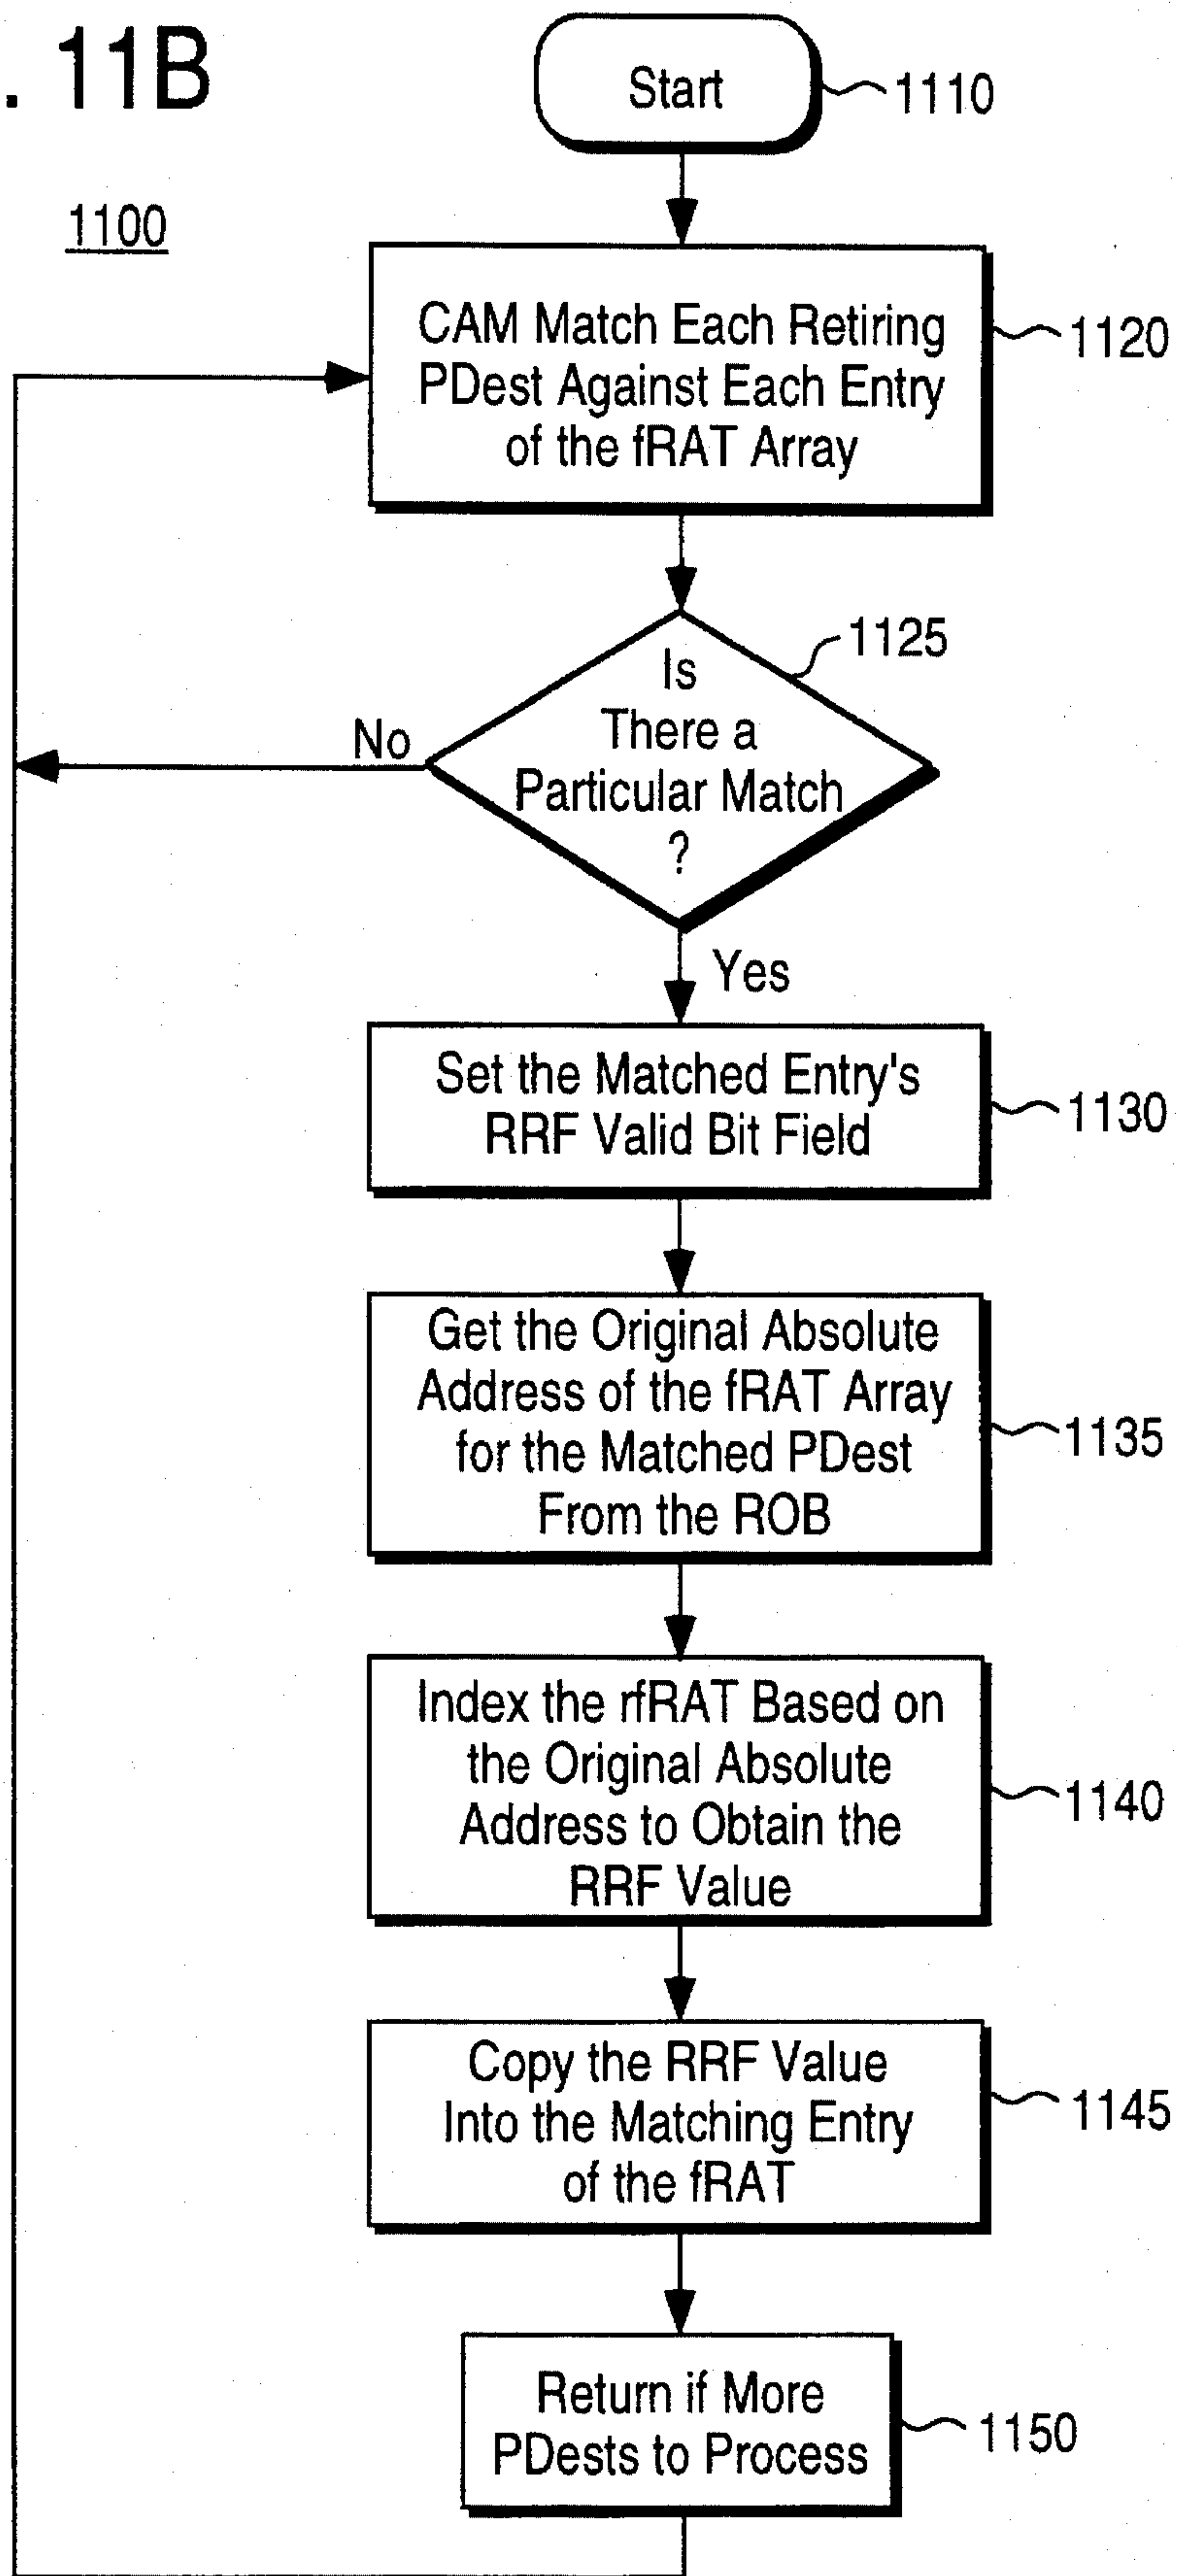 . 11B
1100
Start
1110
CAM Match Each Retiring
PDest Against Each Entry
of the fRAT Array
1120
Is
There a
Particular Match
?
1125
No
Yes
Set the Matched Entry's
RRF Valid Bit Field
1130
Get the Original Absolute
Address of the fRAT Array
for the Matched PDest
From the ROB
1135
Index the rfRAT Based on
the Original Absolute
Address to Obtain the
RRF Value
1140
Copy the RRF Value
Into the Matching Entry
of the fRAT
1145
Return if More
PDests to Process
1150